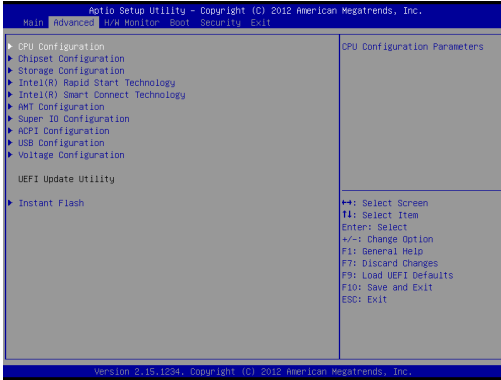 Aptio Setup Utility – Copyright (C) 2012 American Megatrends, Inc.
Main Advanced H/W Monitor Boot Security Exit
CPU Configuration
Chipset Configuration
Storage Configuration
Intel(R) Rapid Start Technology
Intel(R) Smart Connect Technology
AMT Configuration
Super IO Configuration
ACPI Configuration
USB Configuration
Voltage Configuration
UEFI Update Utility
Instant Flash
CPU Configuration Parameters
↔: Select Screen
↑↓: Select Item
Enter: Select
+/-: Change Option
F1: General Help
F7: Discard Changes
F9: Load UEFI Defaults
F10: Save and Exit
ESC: Exit
Version 2.15.1234. Copyright (C) 2012 American Megatrends, Inc.